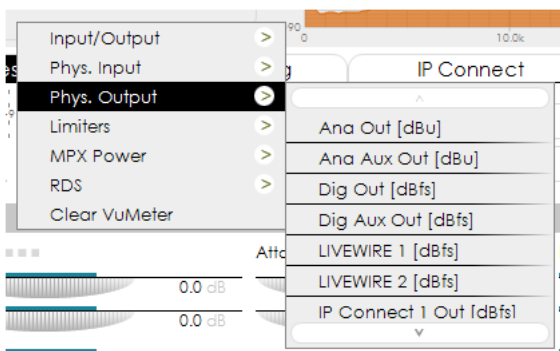 90
0
10.0k
Input/Output
Phys. Input
IP Connect
Phys. Output
-9
Limiters
Ana Out [dBu]
MPX Power
Ana Aux Out [dBu]
RDS
Dig Out [dBfs]
Clear VuMeter
Dig Aux Out [dBfs]
LIVEWIRE 1 [dBfs]
0.0 dB
LIVEWIRE 2 [dBfs]
0.0 dB
IP Connect 1 Out [dBfs]